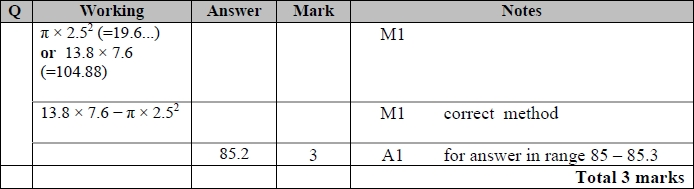 Q Working Answer Mark Notes
π × 2.5² (=19.6...) M1
or 13.8 × 7.6
(=104.88)
13.8 × 7.6 – π × 2.5² M1 correct method
85.2 3 A1 for answer in range 85 – 85.3
Total 3 marks